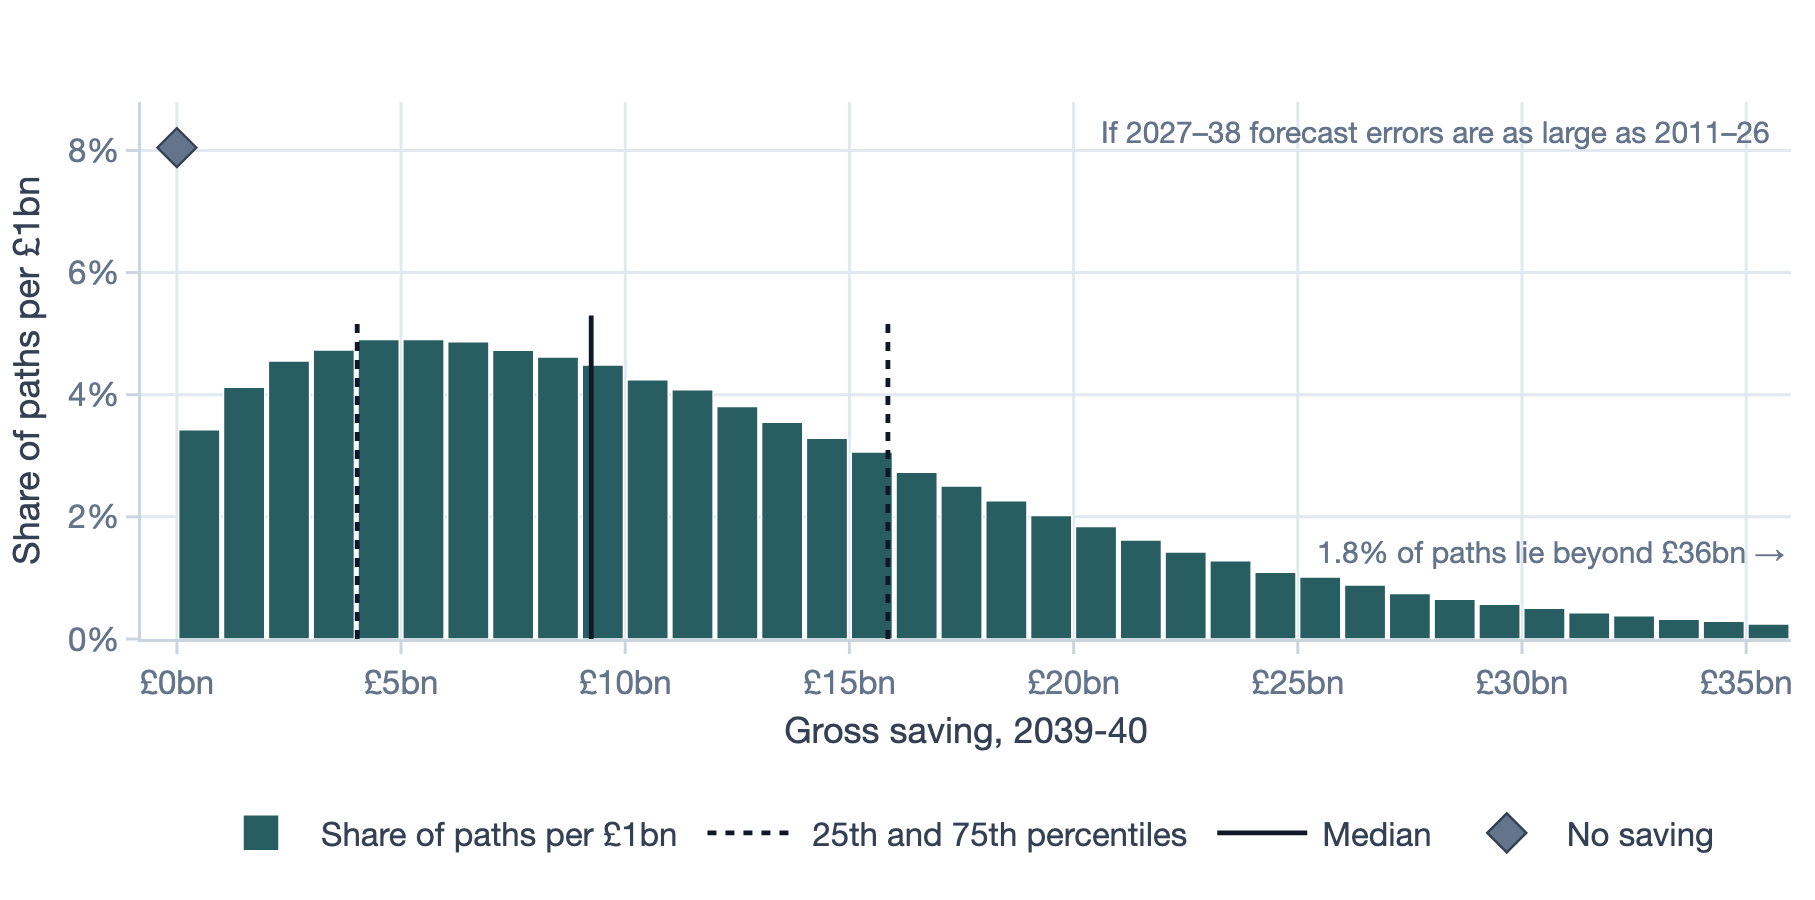 If 2027–38 forecast errors are as large as 2011–26
Share of paths per £1bn
8%
6%
4%
2%
0%
1.8% of paths lie beyond £36bn →
£0bn £5bn £10bn £15bn £20bn £25bn £30bn £35bn
Gross saving, 2039-40
Share of paths per £1bn 25th and 75th percentiles Median No saving